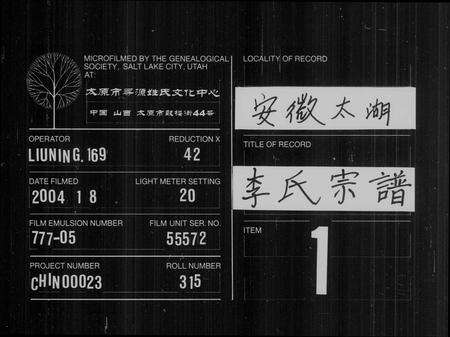 MICROFILMED BY THE GENEALOGICAL
SOCIETY, SALT LAKE CITY, UTAH
AT:
太原市寻源姓氏文化中心
中国 山西 太原市鼓楼街44号
OPERATOR
LIUNING.169
REDUCTION X
42
DATE FILMED
2004 1 8
LIGHT METER SETTING
20
FILM EMULSION NUMBER
777-05
FILM UNIT SER. NO.
55572
PROJECT NUMBER
CHIN00023
ROLL NUMBER
315
LOCALITY OF RECORD
安徽太湖
TITLE OF RECORD
李氏宗譜
ITEM
1